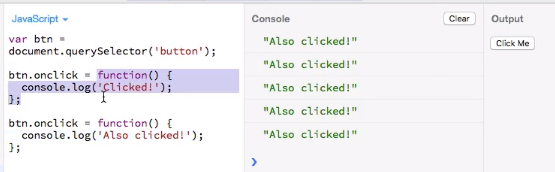 JavaScript
var btn =
document.querySelector('button');
btn.onclick = function() {
  console.log('Clicked!');
};
btn.onclick = function() {
  console.log('Also clicked!');
};
Console
Clear
"Also clicked!"
"Also clicked!"
"Also clicked!"
"Also clicked!"
"Also clicked!"
Output
Click Me